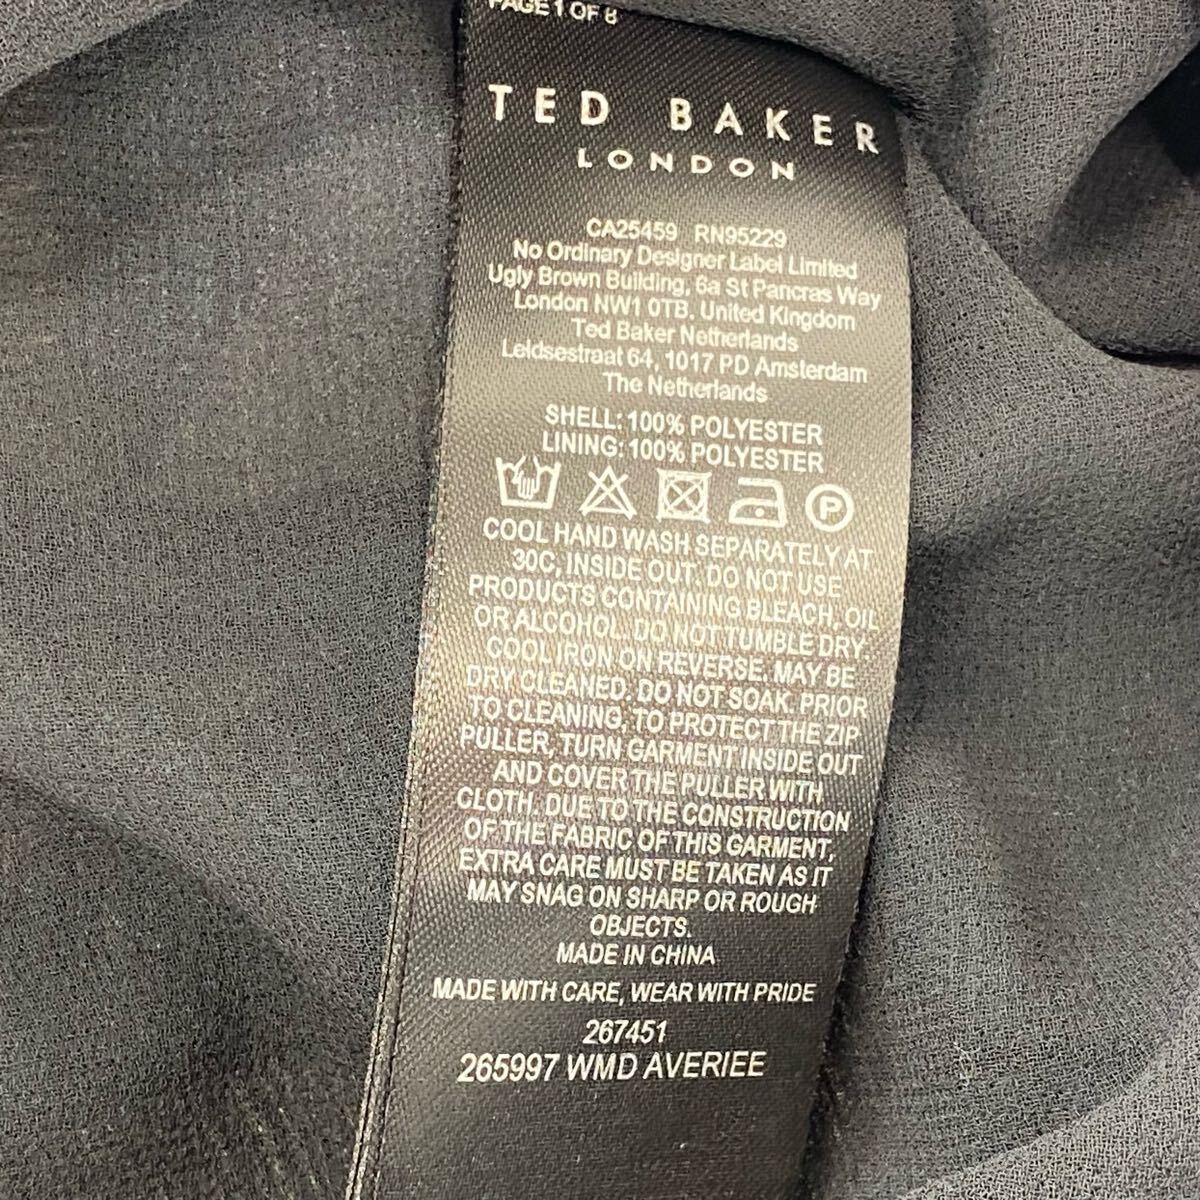 PAGE 1 OF 8
TED BAKER
LONDON
CA25459 RN95229
No Ordinary Designer Label Limited
Ugly Brown Building, 6a St Pancras Way
London NW1 0TB. United Kingdom
Ted Baker Netherlands
Leidsestraat 64, 1017 PD Amsterdam
The Netherlands
SHELL: 100% POLYESTER
LINING: 100% POLYESTER
P
COOL HAND WASH SEPARATELY AT
30C, INSIDE OUT. DO NOT USE
PRODUCTS CONTAINING BLEACH, OIL
OR ALCOHOL. DO NOT TUMBLE DRY.
COOL IRON ON REVERSE. MAY BE
DRY CLEANED. DO NOT SOAK. PRIOR
TO CLEANING, TO PROTECT THE ZIP
PULLER, TURN GARMENT INSIDE OUT
AND COVER THE PULLER WITH
CLOTH. DUE TO THE CONSTRUCTION
OF THE FABRIC OF THIS GARMENT,
EXTRA CARE MUST BE TAKEN AS IT
MAY SNAG ON SHARP OR ROUGH
OBJECTS.
MADE IN CHINA
MADE WITH CARE, WEAR WITH PRIDE
267451
265997 WMD AVERIEE